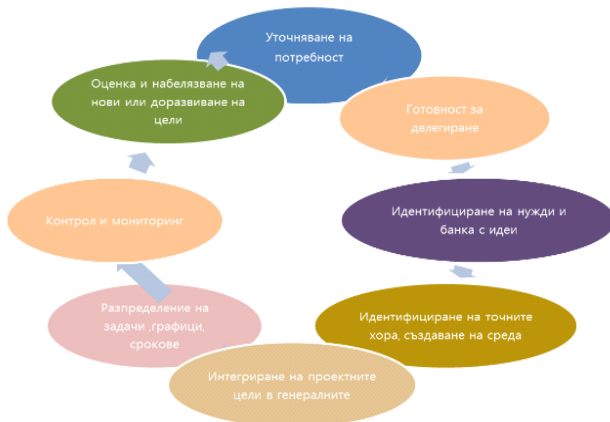 Уточняване на
потребност
Готовност за
делегиране
Идентифициране на нужди и
банка с идеи
Идентифициране на точните
хора, създаване на среда
Интегриране на проектните
цели в генералните
Разпределение на
задачи ,графици,
срокове
Контрол и мониторинг
Оценка и набелязване на
нови или доразвиване на
цели